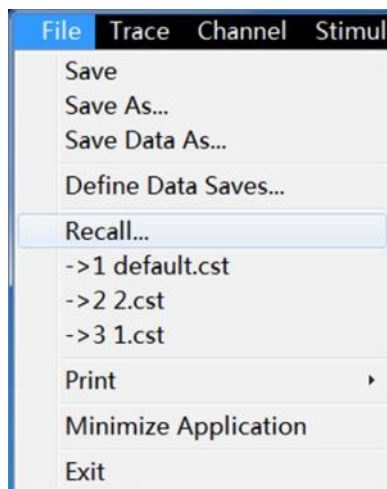 File Trace Channel Stimul
Save
Save As...
Save Data As...
Define Data Saves...
Recall...
->1 default.cst
->2 2.cst
->3 1.cst
Print
Minimize Application
Exit